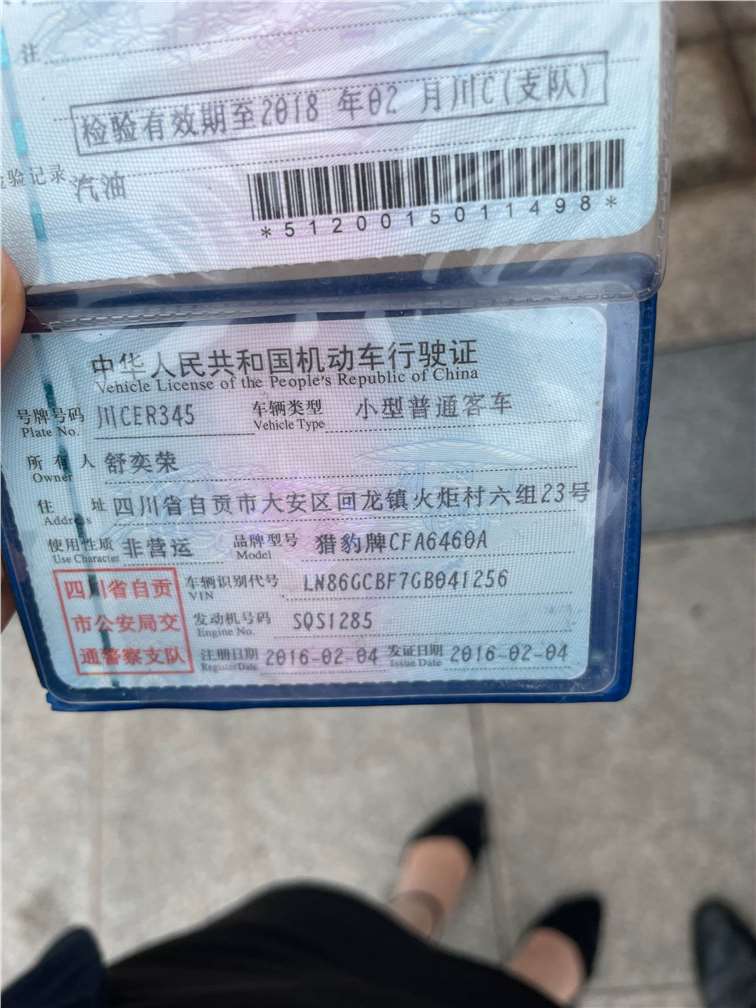 注
检验有效期至2018 年02 月川C(支队)
验记录
汽油
*5120015011498*
中华人民共和国机动车行驶证
Vehicle License of the People's Republic of China
号牌号码 川CER345 车辆类型 小型普通客车
Plate No. Vehicle Type
所有人 舒奕荣
Owner
住址 四川省自贡市大安区回龙镇火炬村六组23号
Address
使用性质 非营运 品牌型号 猎豹牌CFA6460A
Use Character Model
四川省自贡 车辆识别代号 LN86GCBF7GB041256
VIN
市公安局交 发动机号码 SQS1285
Engine No.
通警察支队 注册日期 2016-02-04 发证日期 2016-02-04
Register Date Issue Date